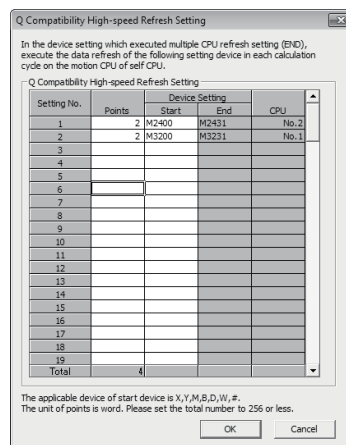 Q Compatibility High-speed Refresh Setting
In the device setting which executed multiple CPU refresh setting (END),
execute the data refresh of the following setting device in each calculation
cycle on the motion CPU of self CPU.
Q Compatibility High-speed Refresh Setting
Setting No. Points Device Setting CPU
Start End
1 2 M2400 M2431 No.2
2 2 M3200 M3231 No.1
3
4
5
6
7
8
9
10
11
12
13
14
15
16
17
18
19
Total 4
The applicable device of start device is X,Y,M,B,D,W,#.
The unit of points is word. Please set the total number to 256 or less.
OK Cancel